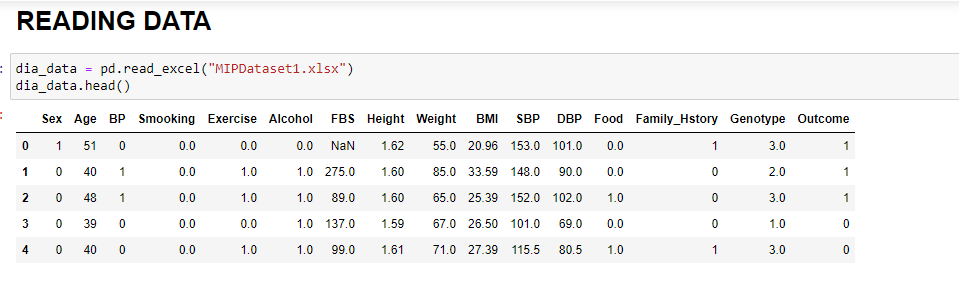 READING DATA
: dia_data = pd.read_excel("MIPDataset1.xlsx")
dia_data.head()
:
Sex Age BP Smooking Exercise Alcohol FBS Height Weight BMI SBP DBP Food Family_Hstory Genotype Outcome
0 1 51 0 0.0 0.0 0.0 NaN 1.62 55.0 20.96 153.0 101.0 0.0 1 3.0 1
1 0 40 1 0.0 1.0 1.0 275.0 1.60 85.0 33.59 148.0 90.0 0.0 0 2.0 1
2 0 48 1 0.0 1.0 1.0 89.0 1.60 65.0 25.39 152.0 102.0 1.0 0 3.0 1
3 0 39 0 0.0 0.0 1.0 137.0 1.59 67.0 26.50 101.0 69.0 0.0 0 1.0 0
4 0 40 0 0.0 1.0 1.0 99.0 1.61 71.0 27.39 115.5 80.5 1.0 1 3.0 0